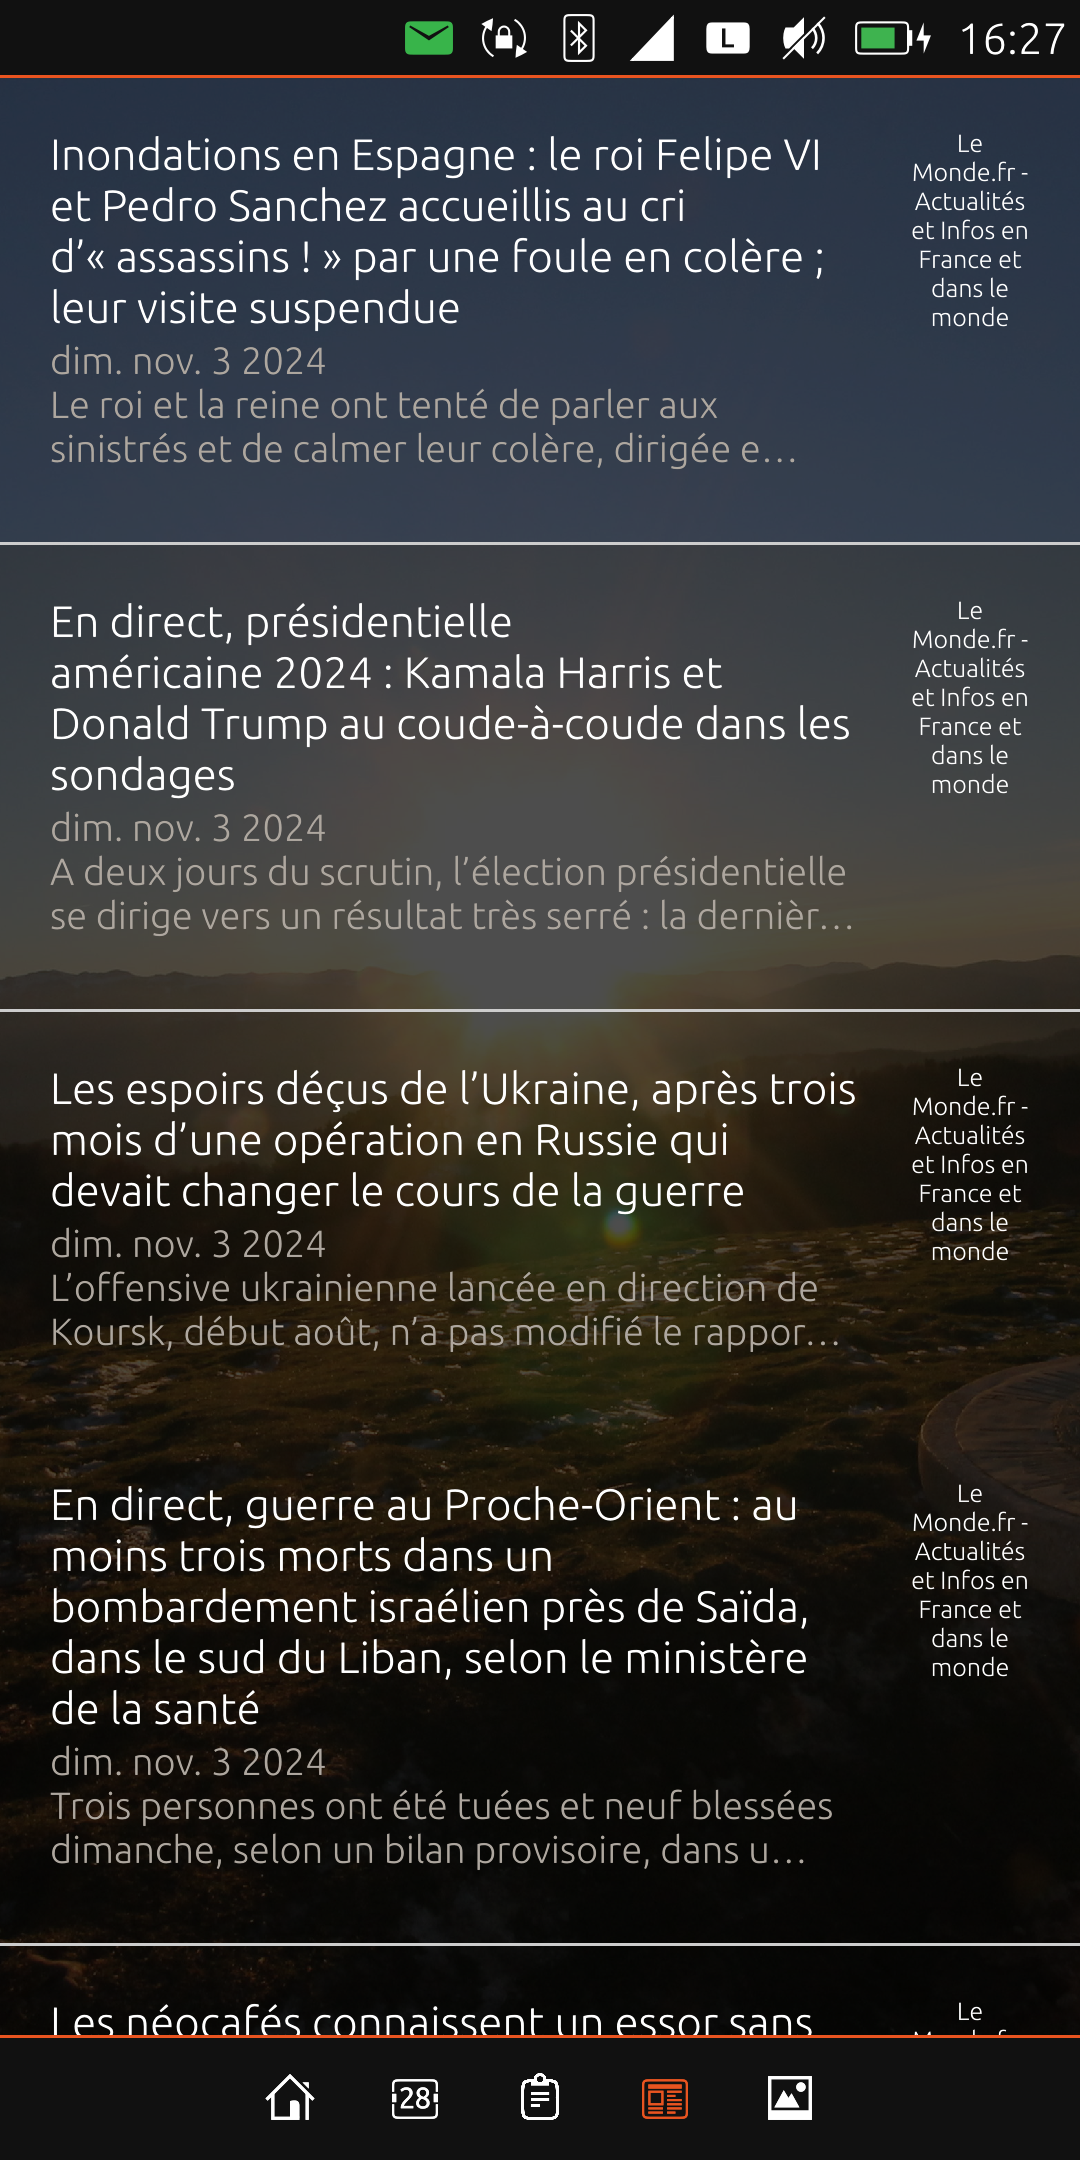 L
16:27
Inondations en Espagne : le roi Felipe VI
et Pedro Sanchez accueillis au cri
d’« assassins ! » par une foule en colère ;
leur visite suspendue
dim. nov. 3 2024
Le roi et la reine ont tenté de parler aux
sinistrés et de calmer leur colère, dirigée e…
Le
Monde.fr -
Actualités
et Infos en
France et
dans le
monde
En direct, présidentielle
américaine 2024 : Kamala Harris et
Donald Trump au coude-à-coude dans les
sondages
dim. nov. 3 2024
A deux jours du scrutin, l’élection présidentielle
se dirige vers un résultat très serré : la dernièr…
Le
Monde.fr -
Actualités
et Infos en
France et
dans le
monde
Les espoirs déçus de l’Ukraine, après trois
mois d’une opération en Russie qui
devait changer le cours de la guerre
dim. nov. 3 2024
L’offensive ukrainienne lancée en direction de
Koursk, début août, n’a pas modifié le rappor…
Le
Monde.fr -
Actualités
et Infos en
France et
dans le
monde
En direct, guerre au Proche-Orient : au
moins trois morts dans un
bombardement israélien près de Saïda,
dans le sud du Liban, selon le ministère
de la santé
dim. nov. 3 2024
Trois personnes ont été tuées et neuf blessées
dimanche, selon un bilan provisoire, dans u…
Le
Monde.fr -
Actualités
et Infos en
France et
dans le
monde
Les néocafés connaissent un essor sans
Le
28